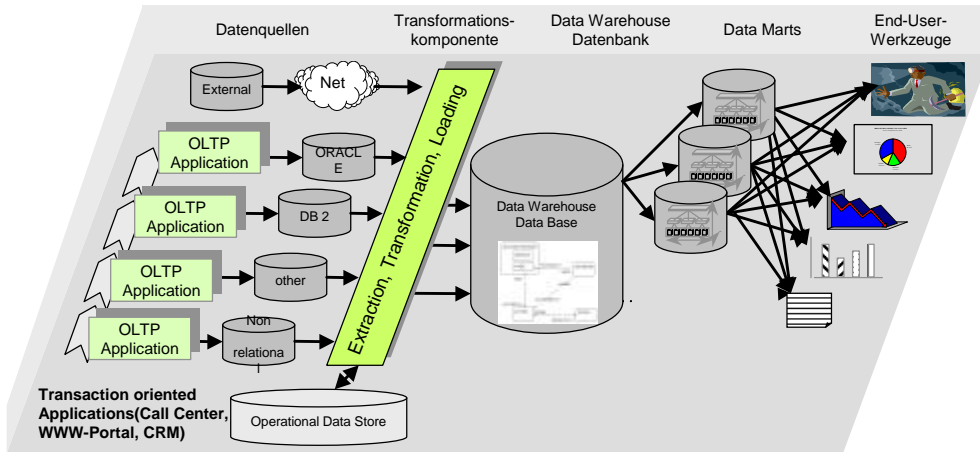 Datenquellen
Transformations-
komponente
Data Warehouse
Datenbank
Data Marts
End-User-
Werkzeuge
External
Net
OLTP
Application
ORACL
E
OLTP
Application
DB 2
OLTP
Application
other
OLTP
Application
Non
relationa
l
Extraction, Transformation, Loading
Data Warehouse
Data Base
..
Transaction oriented
Applications(Call Center,
WWW-Portal, CRM)
Operational Data Store